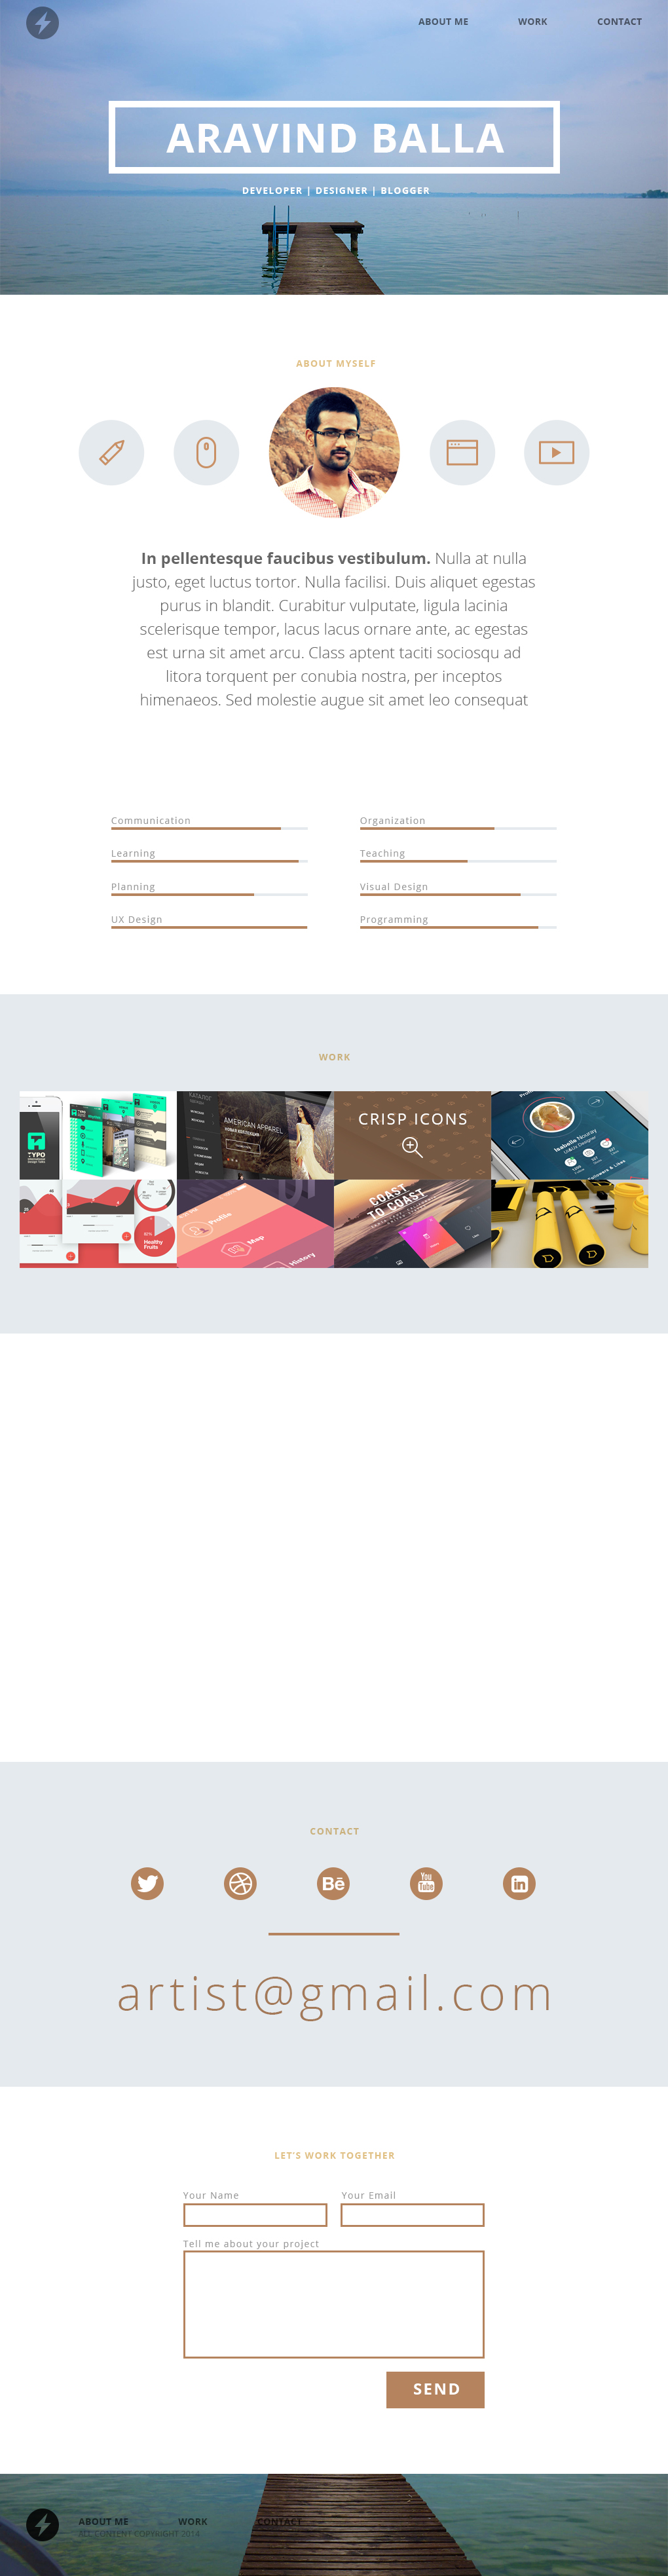 ABOUT ME WORK CONTACT
ARAVIND BALLA
DEVELOPER | DESIGNER | BLOGGER
ABOUT MYSELF
In pellentesque faucibus vestibulum. Nulla at nulla
justo, eget luctus tortor. Nulla facilisi. Duis aliquet egestas
purus in blandit. Curabitur vulputate, ligula lacinia
scelerisque tempor, lacus lacus ornare ante, ac egestas
est urna sit amet arcu. Class aptent taciti sociosqu ad
litora torquent per conubia nostra, per inceptos
himenaeos. Sed molestie augue sit amet leo consequat
Communication
Organization
Learning
Teaching
Planning
Visual Design
UX Design
Programming
WORK
TYPO
КАТАЛОГ
AMERICAN APPAREL
НОВАЯ КОЛЛЕКЦИЯ
CRISP ICONS
Isabella Nooray
Healthy
Fruits
Profile
Map
History
COAST
TO COAST
CONTACT
Bē
You
Tube
in
artist@gmail.com
LET'S WORK TOGETHER
Your Name
Your Email
Tell me about your project
SEND
ABOUT ME WORK CONTACT
ALL CONTENT COPYRIGHT 2014